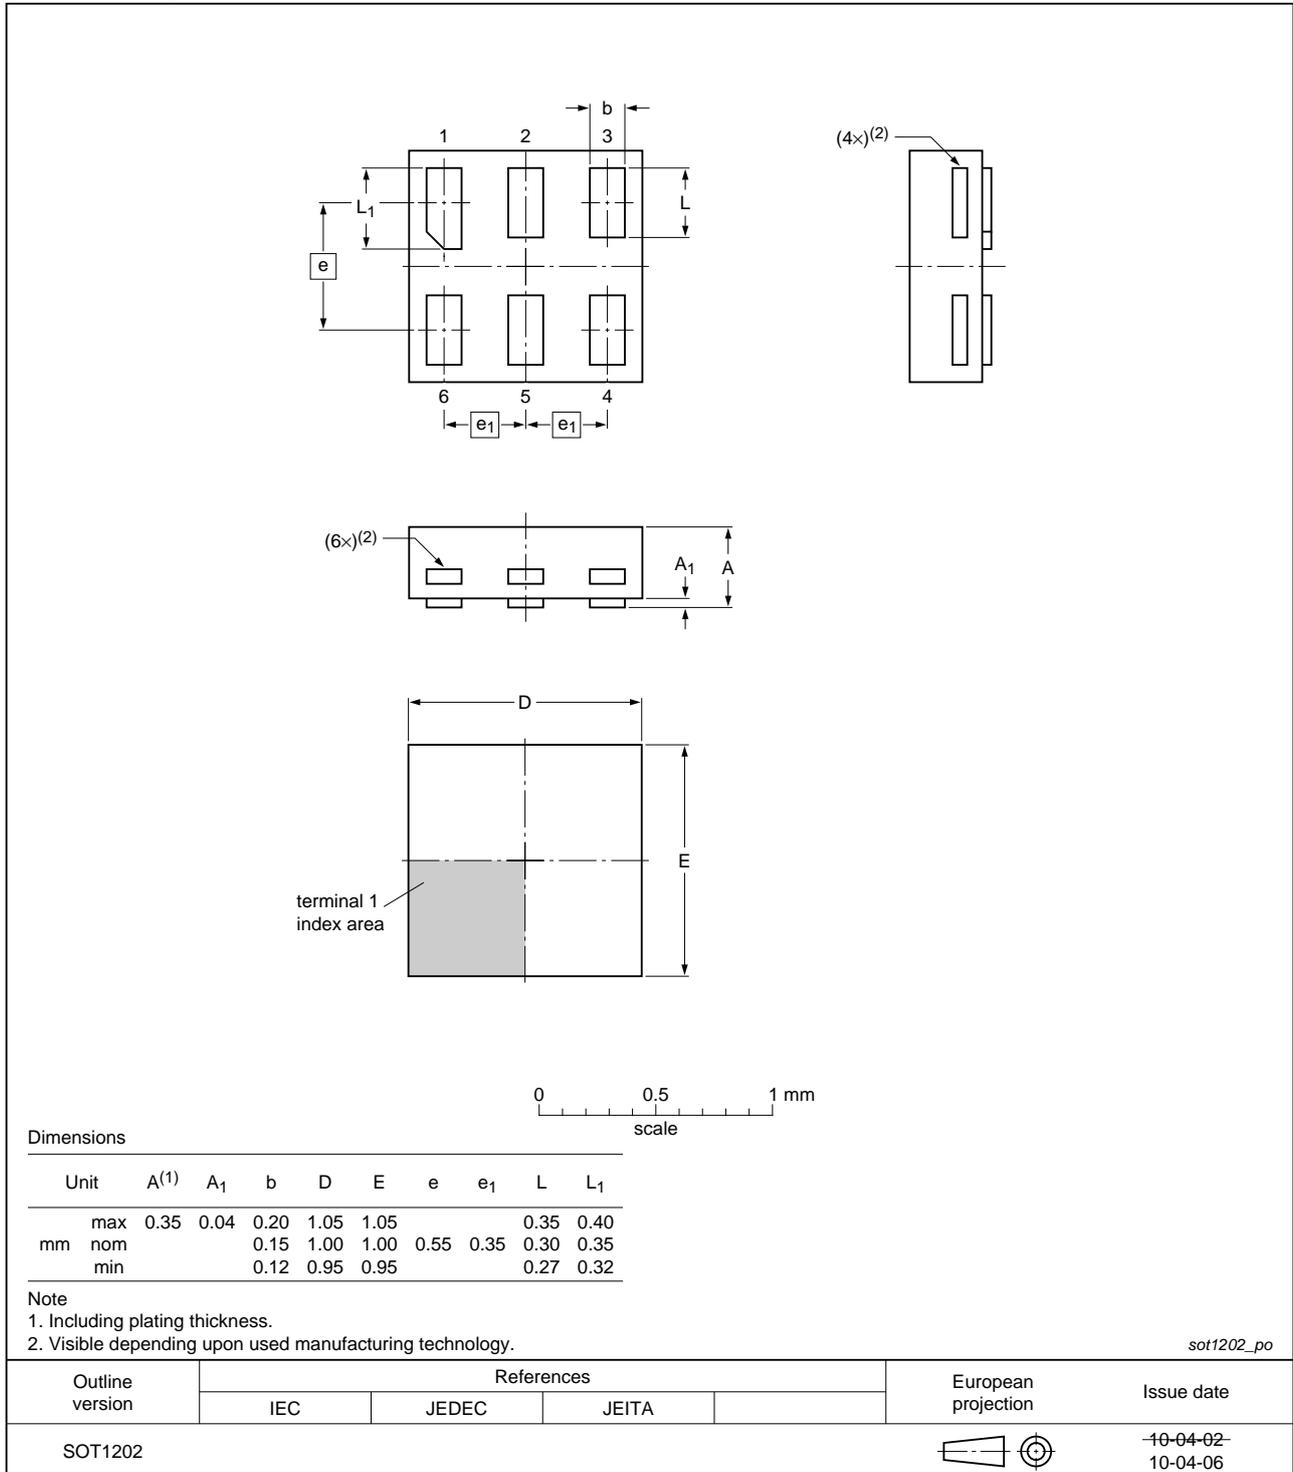 b
1 2 3
(4×)(2)
L1
L
e
6 5 4
e1 e1
(6×)(2)
A1 A
D
E
terminal 1
index area
0 0.5 1 mm
scale
Dimensions
Unit A(1) A1 b D E e e1 L L1
max 0.35 0.04 0.20 1.05 1.05 0.35 0.40
mm nom 0.15 1.00 1.00 0.55 0.35 0.30 0.35
min 0.12 0.95 0.95 0.27 0.32
Note
1. Including plating thickness.
2. Visible depending upon used manufacturing technology.
sot1202_po
Outline
version
References
IEC JEDEC JEITA
European
projection
Issue date
SOT1202
10-04-02
10-04-06